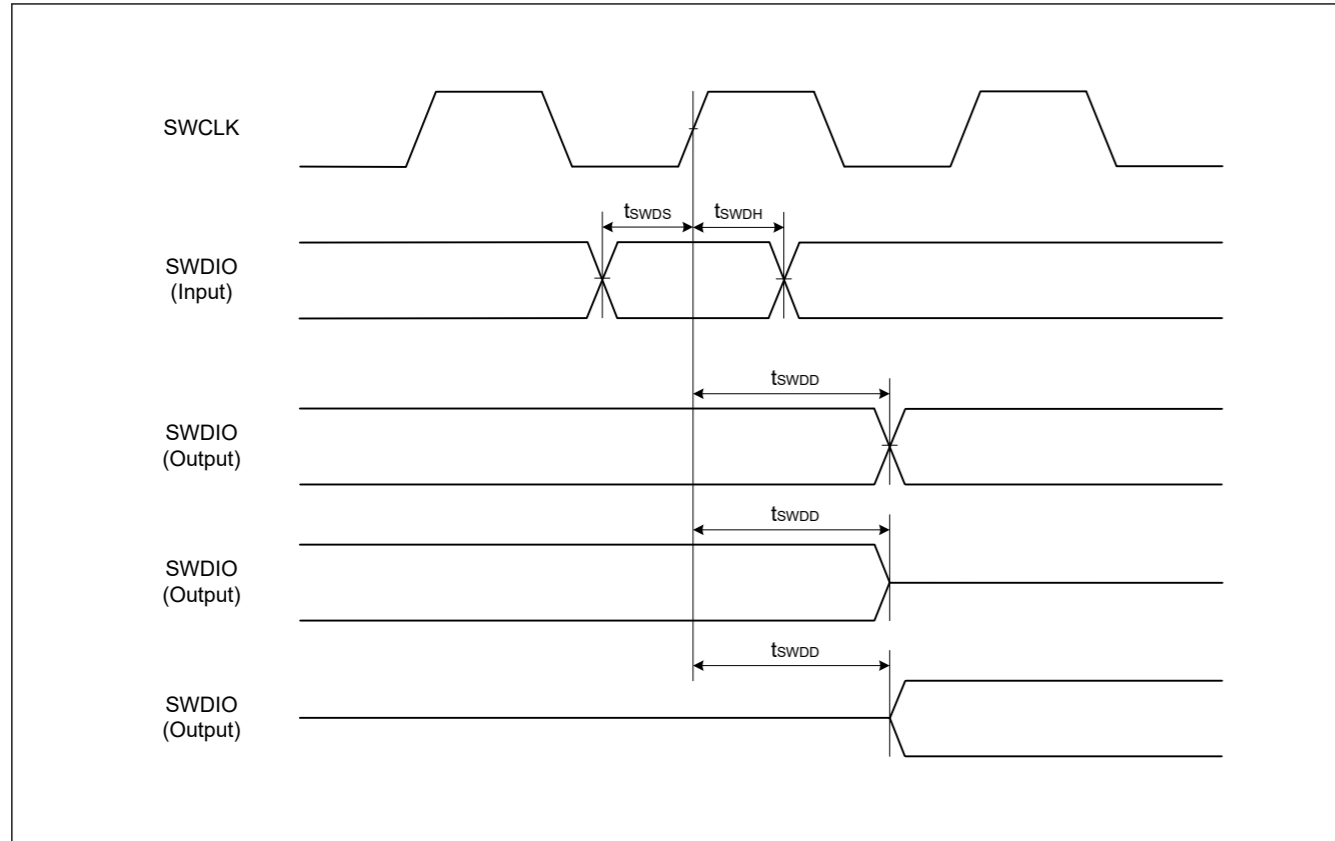 SWCLK
tSWDS
tSWDH
SWDIO
(Input)
tSWDD
SWDIO
(Output)
tSWDD
SWDIO
(Output)
tSWDD
SWDIO
(Output)